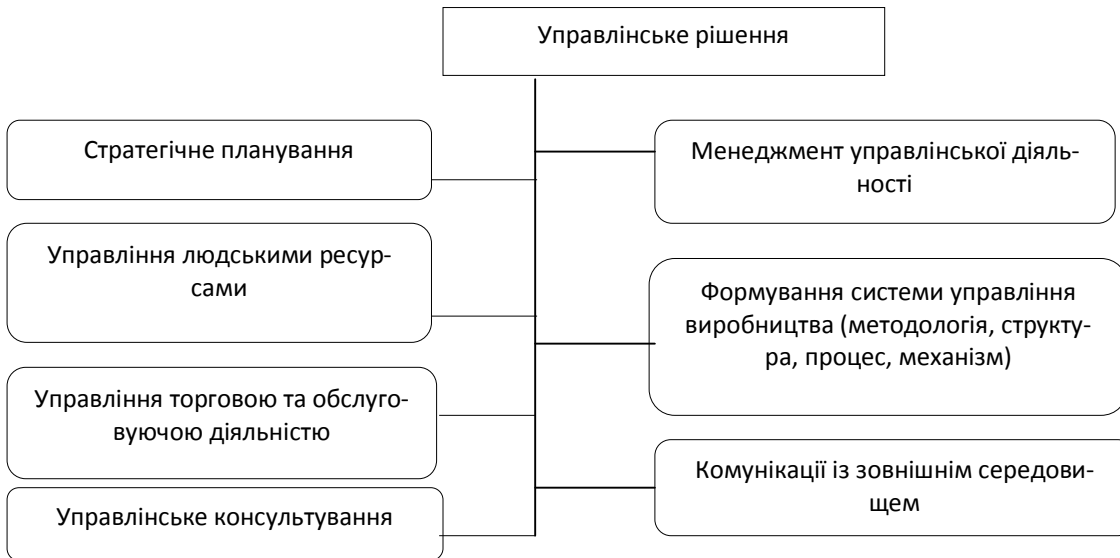 Управлінське рішення
Стратегічне планування
Управління людськими ресур-
сами
Управління торговою та обслуго-
вуючою діяльністю
Управлінське консультування
Менеджмент управлінської діяль-
ності
Формування системи управління
виробництва (методологія, структу-
ра, процес, механізм)
Комунікації із зовнішнім середови-
щем